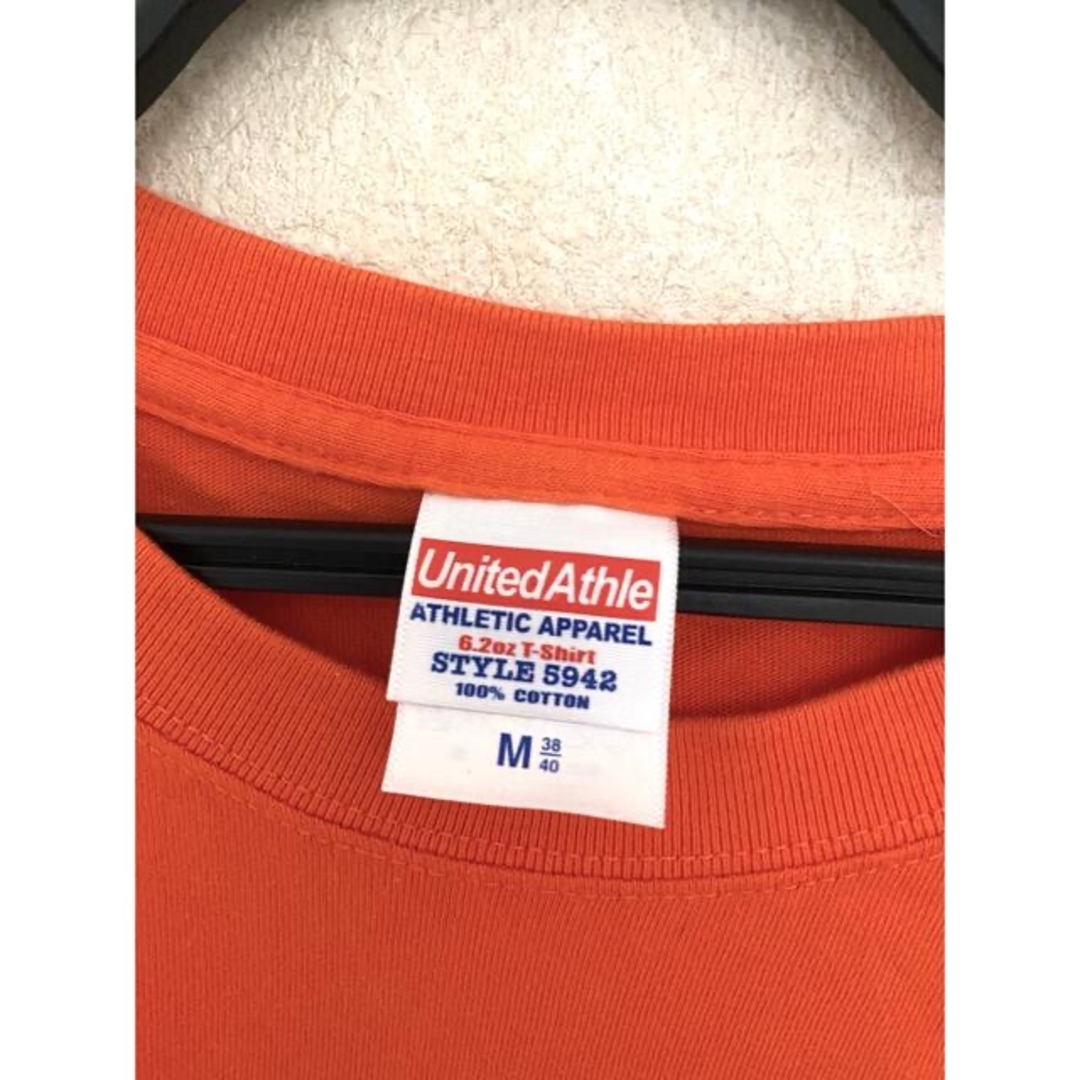 UnitedAthle
ATHLETIC APPAREL
6.2oz T-Shirt
STYLE 5942
100% COTTON
M 38/40